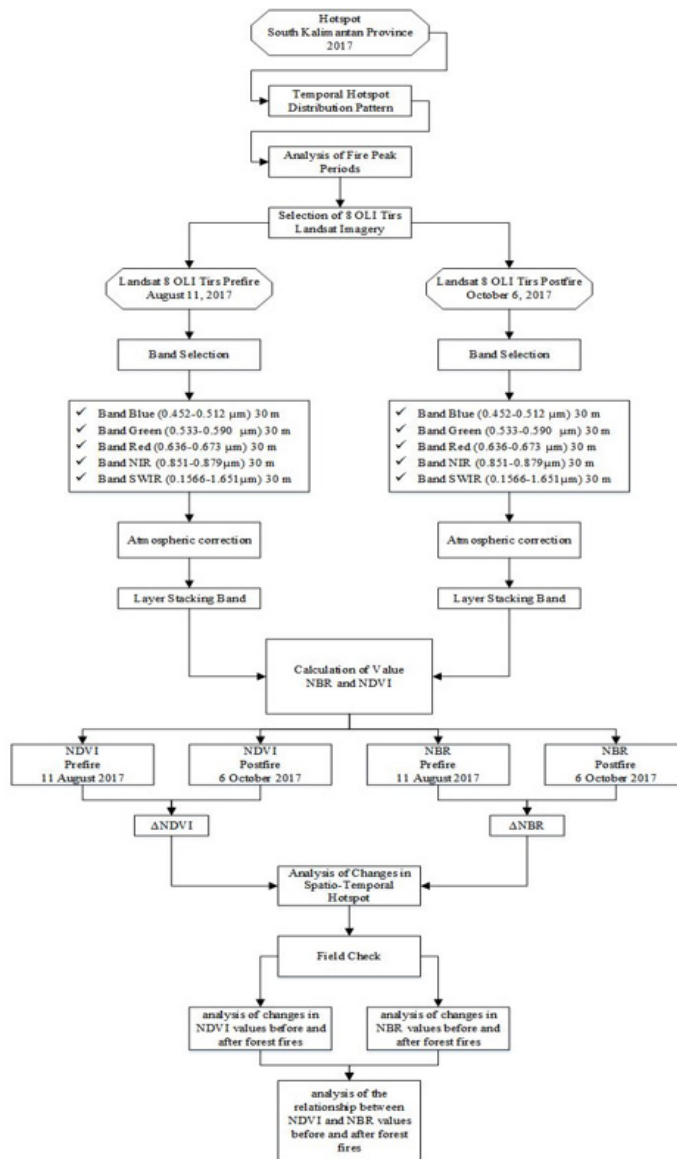 Hotspot
South Kalimantan Province
2017
Temporal Hotspot
Distribution Pattern
Analysis of Fire Peak
Periods
Selection of 8 OLI Tirs
Landsat Imagery
Landsat 8 OLI Tirs Prefire
August 11, 2017
Landsat 8 OLI Tirs Postfire
October 6, 2017
Band Selection
Band Selection
✓ Band Blue (0.452-0.512 µm) 30 m
✓ Band Green (0.533-0.590 µm) 30 m
✓ Band Red (0.636-0.673 µm) 30 m
✓ Band NIR (0.851-0.879µm) 30 m
✓ Band SWIR (0.1566-1.651µm) 30 m
✓ Band Blue (0.452-0.512 µm) 30 m
✓ Band Green (0.533-0.590 µm) 30 m
✓ Band Red (0.636-0.673 µm) 30 m
✓ Band NIR (0.851-0.879µm) 30 m
✓ Band SWIR (0.1566-1.651µm) 30 m
Atmospheric correction
Atmospheric correction
Layer Stacking Band
Layer Stacking Band
Calculation of Value
NBR and NDVI
NDVI
Prefire
11 August 2017
NDVI
Postfire
6 October 2017
NBR
Prefire
11 August 2017
NBR
Postfire
6 October 2017
ΔNDVI
ΔNBR
Analysis of Changes in
Spatio-Temporal
Hotspot
Field Check
analysis of changes in
NDVI values before and
after forest fires
analysis of changes in
NBR values before and
after forest fires
analysis of the
relationship between
NDVI and NBR values
before and after forest
fires